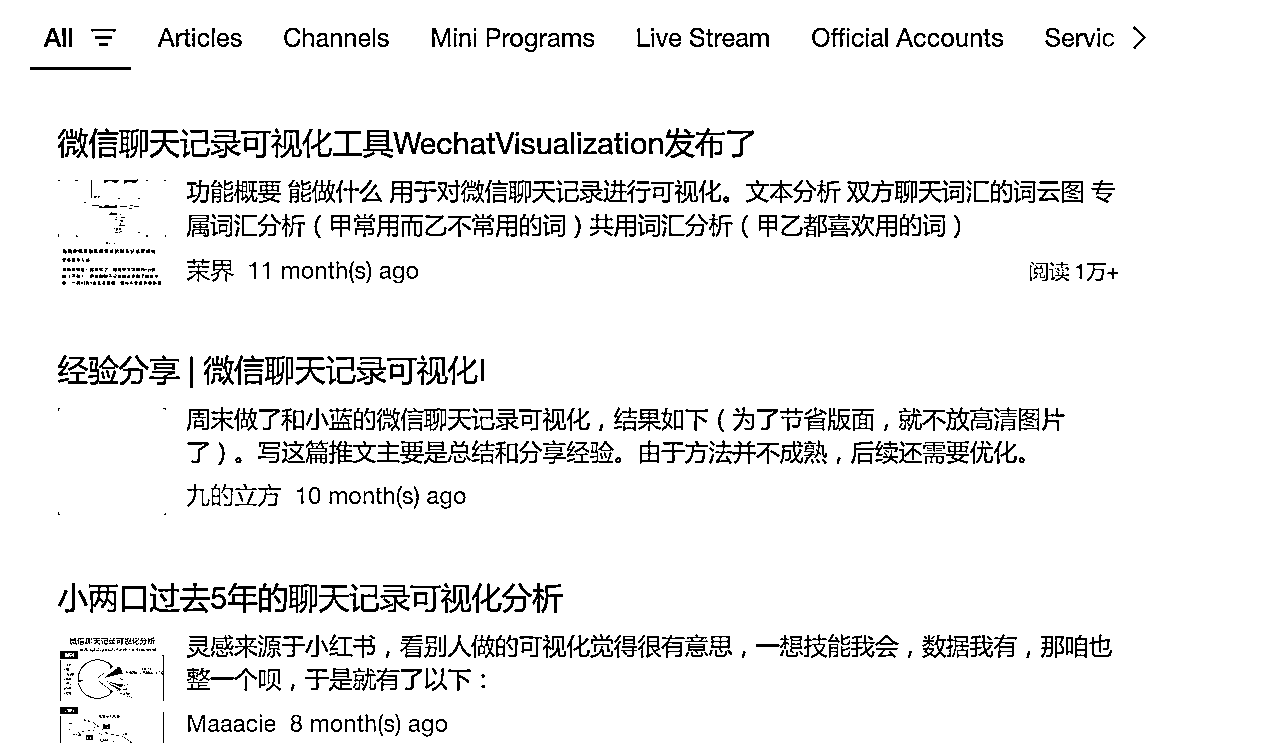 All Articles Channels Mini Programs Live Stream Official Accounts Servic
微信聊天记录可视化工具WechatVisualization发布了
功能概要 能做什么 用于对微信聊天记录进行可视化。文本分析 双方聊天词汇的词云图 专
属词汇分析（甲常用而乙不常用的词）共用词汇分析（甲乙都喜欢用的词）
茉界 11 month(s) ago 阅读 1万+
经验分享 | 微信聊天记录可视化I
周末做了和小蓝的微信聊天记录可视化，结果如下（为了节省版面，就不放高清图片
了）。写这篇推文主要是总结和分享经验。由于方法并不成熟，后续还需要优化。
九的立方 10 month(s) ago
小两口过去5年的聊天记录可视化分析
微信聊天记录可视化分析
灵感来源于小红书，看别人做的可视化觉得很有意思，一想技能我会，数据我有，那咱也
整一个呗，于是就有了以下：
Maaacie 8 month(s) ago